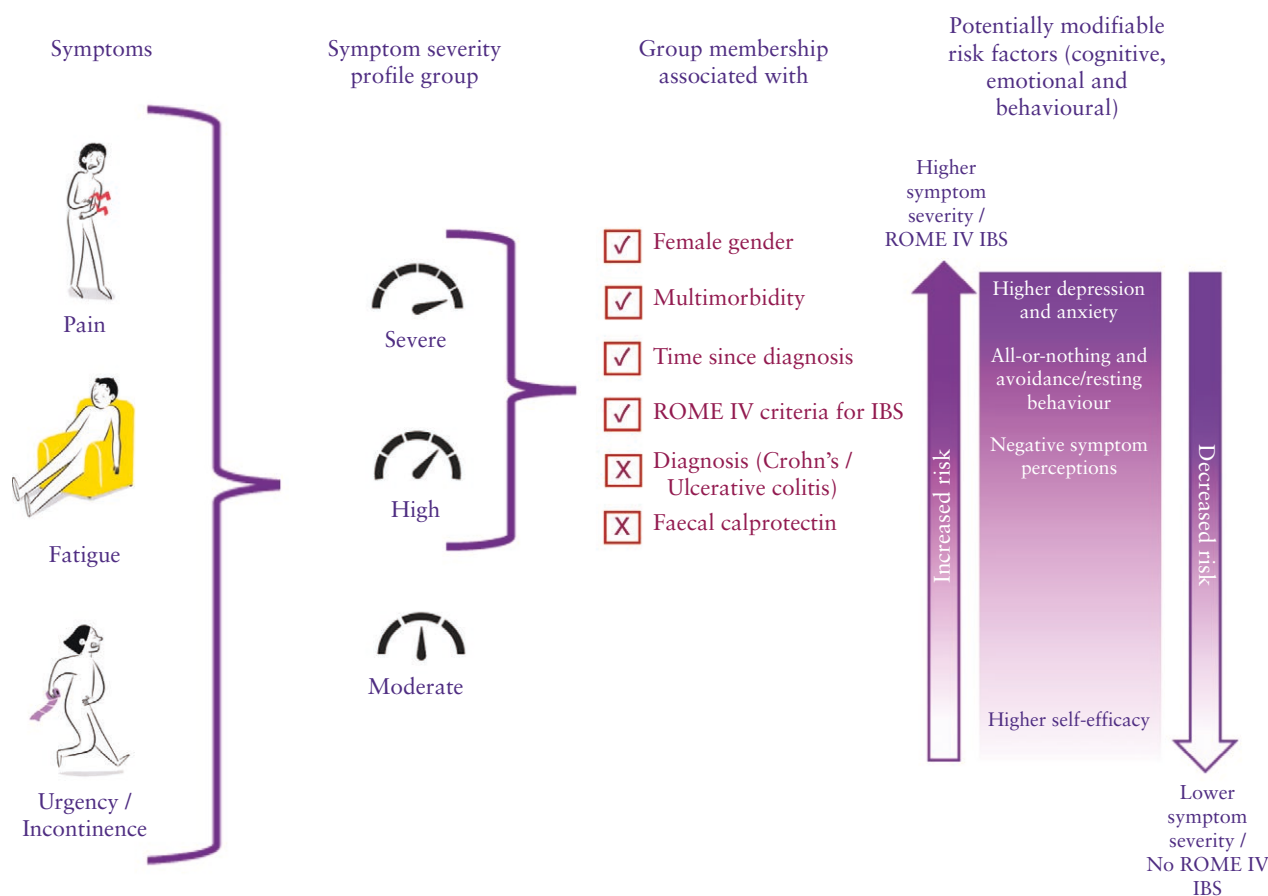 Symptoms
Pain
Fatigue
Urgency /
Incontinence
Symptom severity
profile group
Severe
High
Moderate
Group membership
associated with
✓ Female gender
✓ Multimorbidity
✓ Time since diagnosis
✓ ROME IV criteria for IBS
X Diagnosis (Crohn's /
Ulcerative colitis)
X Faecal calprotectin
Potentially modifiable
risk factors (cognitive,
emotional and
behavioural)
Higher
symptom
severity /
ROME IV IBS
Increased risk
Higher depression
and anxiety
All-or-nothing and
avoidance/resting
behaviour
Negative symptom
perceptions
Higher self-efficacy
Decreased risk
Lower
symptom
severity /
No ROME IV
IBS